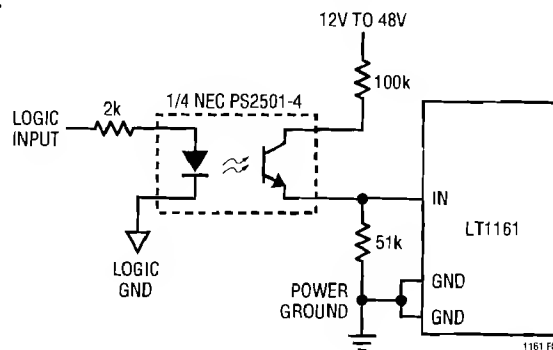 12V TO 48V
100k
1/4 NEC PS2501-4
2k
LOGIC
INPUT
IN
LT1161
51k
LOGIC
GND
POWER
GROUND
GND
GND